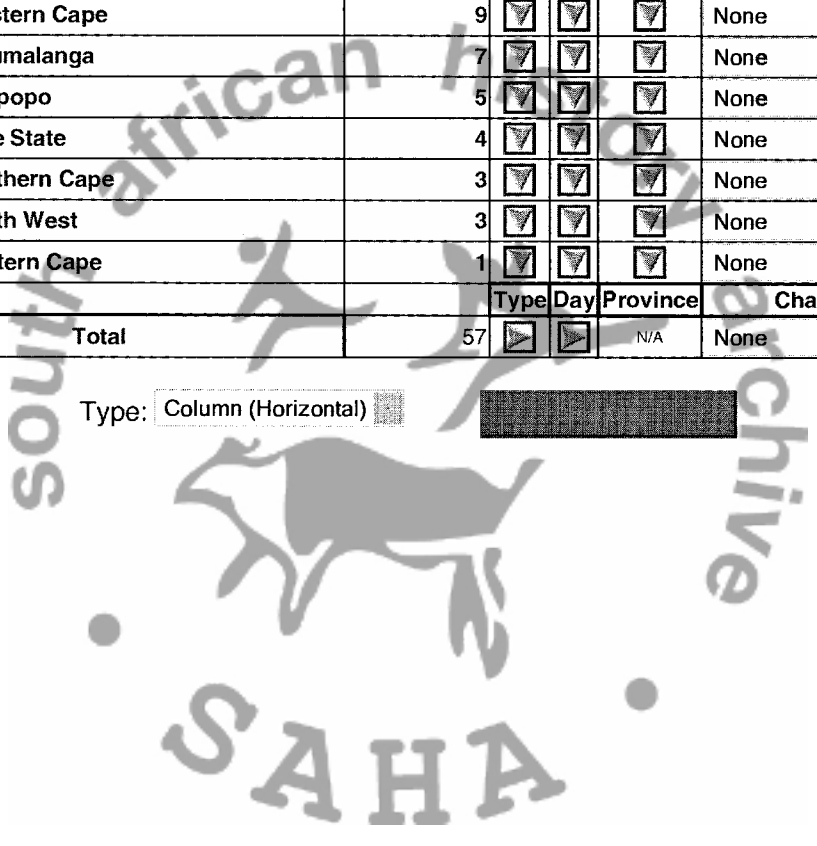 stern Cape 9 None
umalanga 7 None
popo 5 None
e State 4 None
thern Cape 3 None
th West 3 None
tern Cape 1 None
Type Day Province Cha
Total 57 N/A None
Type: Column (Horizontal)
south african history archive
SAHA